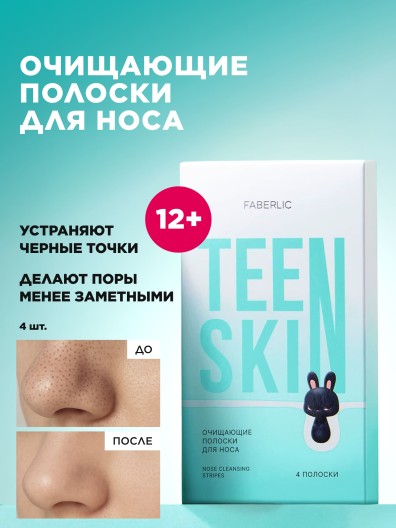 ОЧИЩАЮЩИЕ
ПОЛОСКИ
ДЛЯ НОСА
12+
УСТРАНЯЮТ
ЧЕРНЫЕ ТОЧКИ
ДЕЛАЮТ ПОРЫ
МЕНЕЕ ЗАМЕТНЫМИ
4 шт.
ДО
ПОСЛЕ
FABERLIC
TEEN
SKIN
ОЧИЩАЮЩИЕ
ПОЛОСКИ
ДЛЯ НОСА
NOSE CLEANSING
STRIPES
4 ПОЛОСКИ